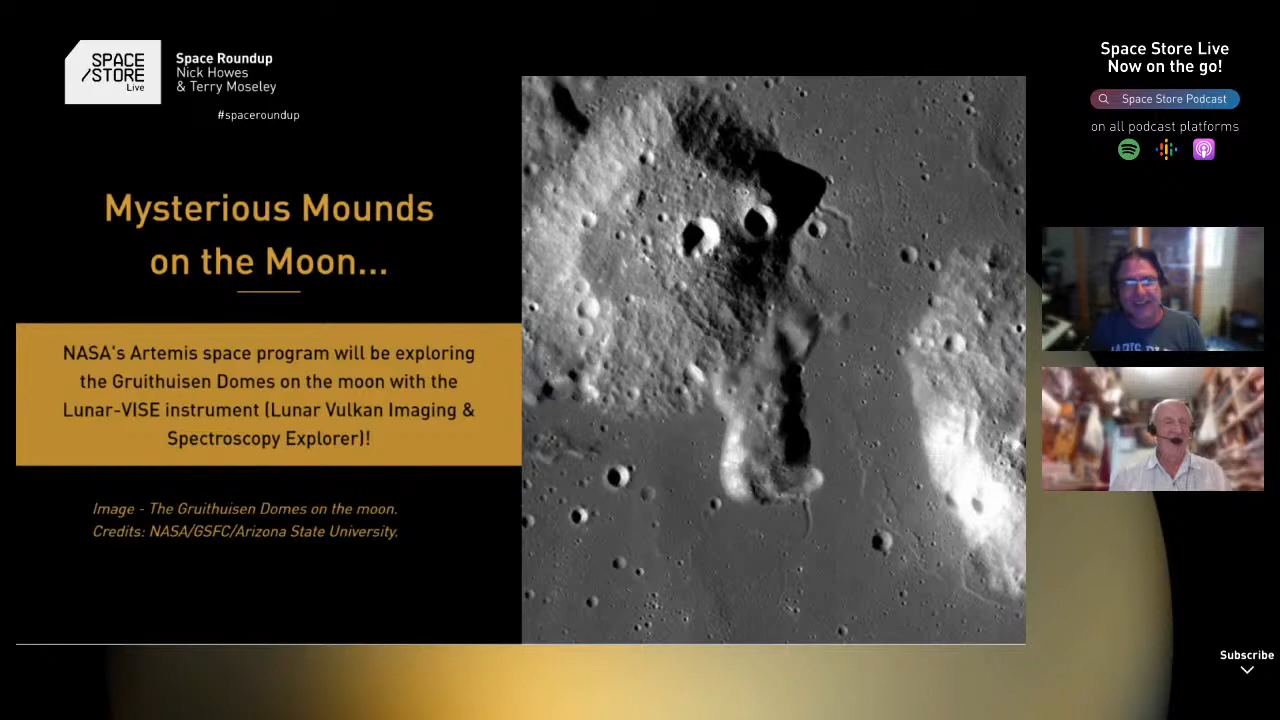 SPACE
/STORE
Live
Space Roundup
Nick Howes
& Terry Moseley
#spaceroundup
Mysterious Mounds
on the Moon...
NASA's Artemis space program will be exploring
the Gruithuisen Domes on the moon with the
Lunar-VISE instrument (Lunar Vulkan Imaging &
Spectroscopy Explorer)!
Image - The Gruithuisen Domes on the moon.
Credits: NASA/GSFC/Arizona State University.
Space Store Live
Now on the go!
Space Store Podcast
on all podcast platforms
Subscribe